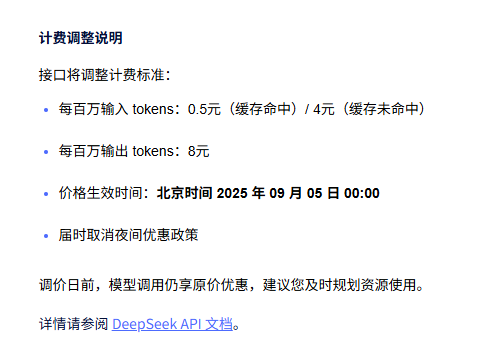 计费调整说明
接口将调整计费标准：
每百万输入 tokens：0.5元（缓存命中）/ 4元（缓存未命中）
每百万输出 tokens：8元
价格生效时间：北京时间 2025 年 09 月 05 日 00:00
届时取消夜间优惠政策
调价日前，模型调用仍享原价优惠，建议您及时规划资源使用。
详情请参阅 DeepSeek API 文档。